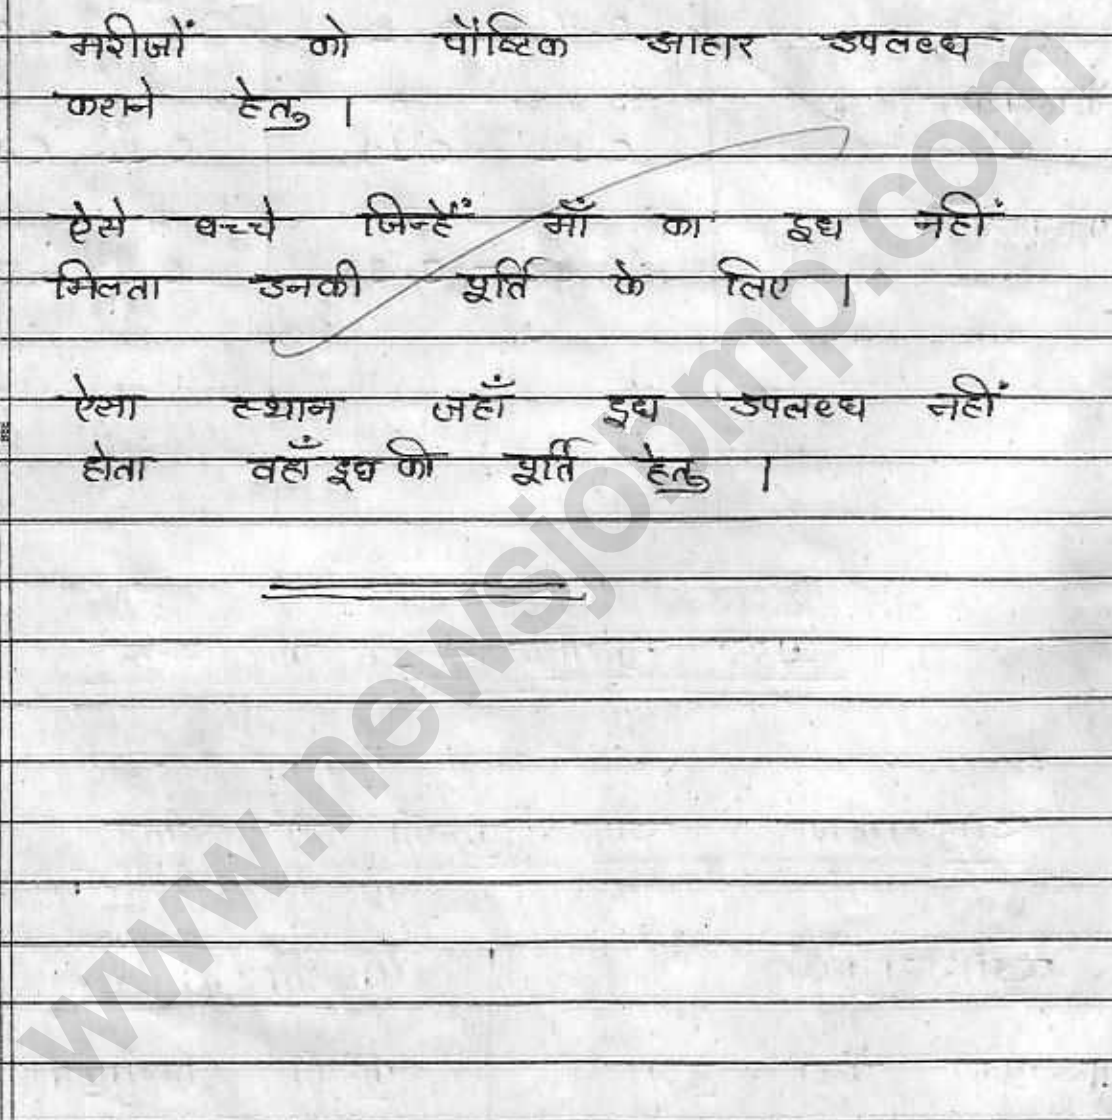 मरीजों को पौष्टिक आहार उपलब्ध
कराने हेतु ।
ऐसे बच्चे जिन्हें माँ का दूध नहीं
मिलता उनकी पूर्ति के लिए ।
ऐसा स्थान जहाँ दूध उपलब्ध नहीं
होता वहाँ दूध की पूर्ति हेतु ।
www.newsjobmp.com